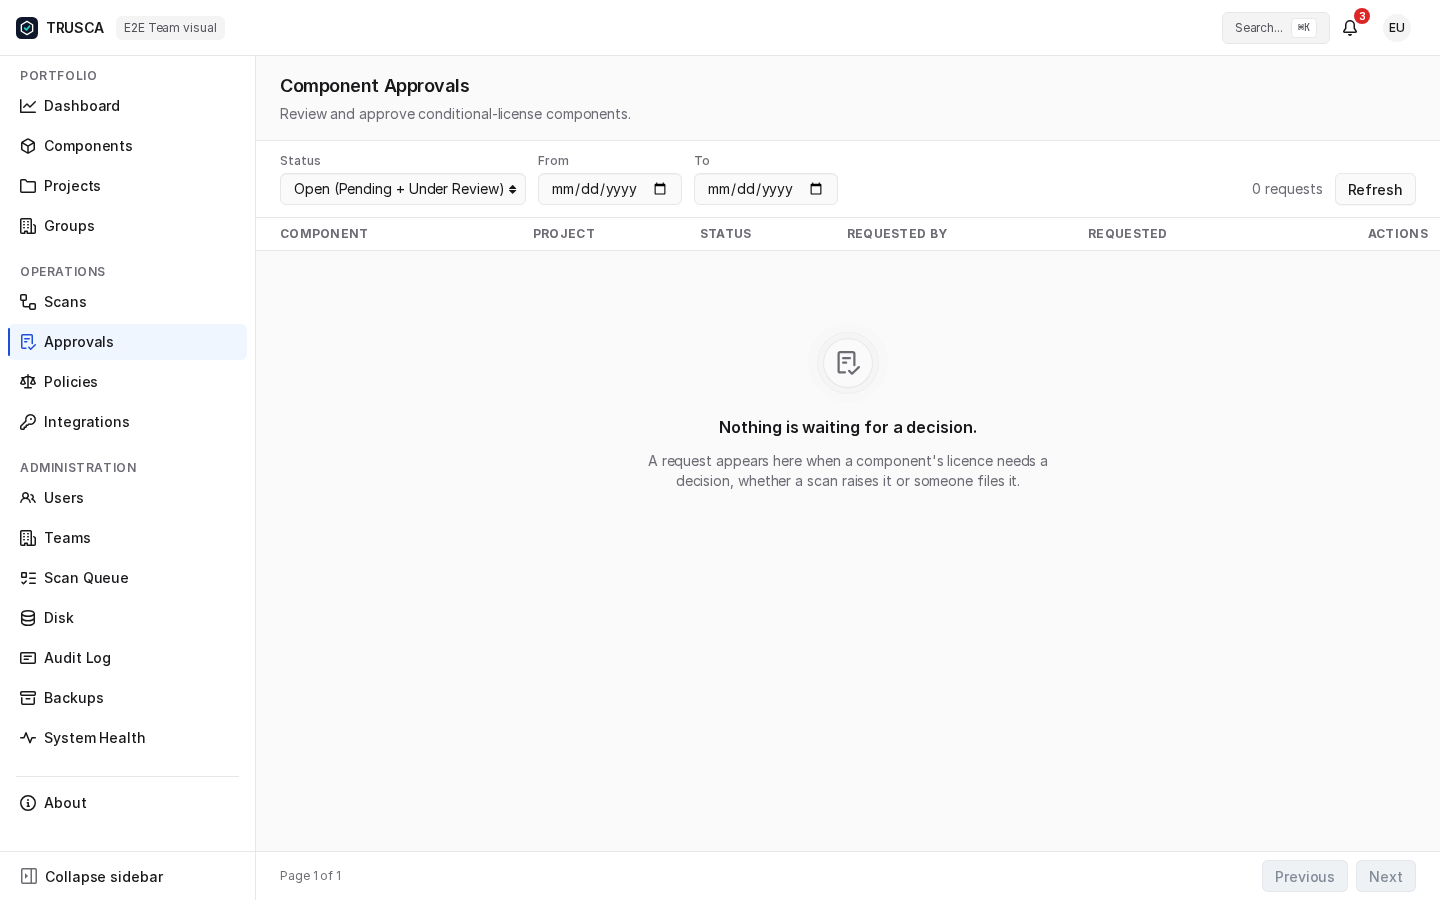 TRUSCA
E2E Team visual
Search...
⌘K
3
EU
PORTFOLIO
Dashboard
Components
Projects
Groups
OPERATIONS
Scans
Approvals
Policies
Integrations
ADMINISTRATION
Users
Teams
Scan Queue
Disk
Audit Log
Backups
System Health
About
Collapse sidebar
Component Approvals
Review and approve conditional-license components.
Status
From
To
Open (Pending + Under Review)
mm/dd/yyyy
mm/dd/yyyy
0 requests
Refresh
COMPONENT PROJECT STATUS REQUESTED BY REQUESTED ACTIONS
Nothing is waiting for a decision.
A request appears here when a component's licence needs a
decision, whether a scan raises it or someone files it.
Page 1 of 1
Previous
Next